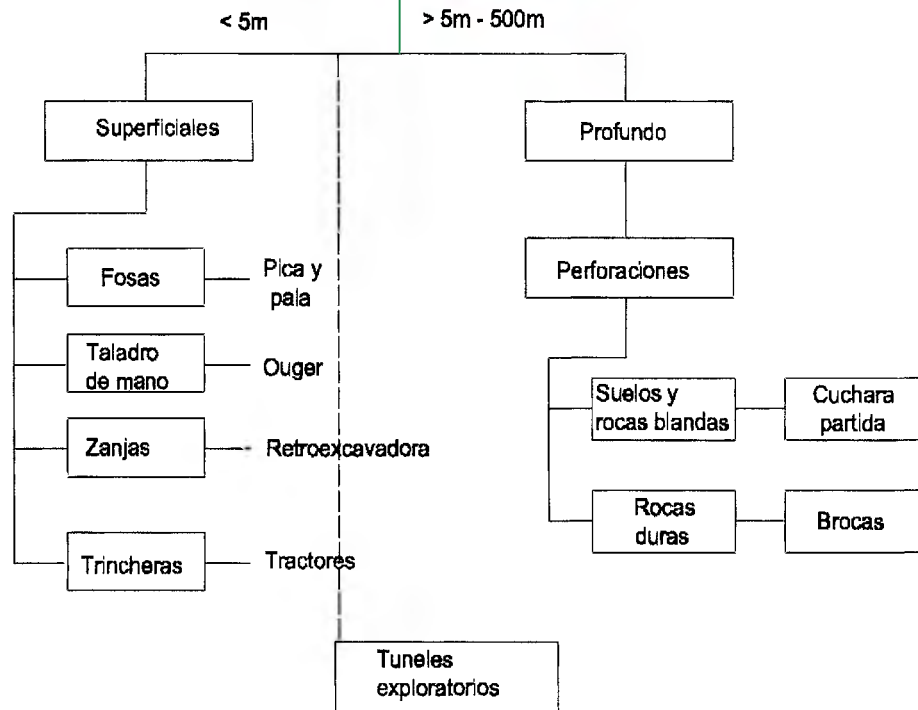 < 5m
> 5m - 500m
Superficiales
Profundo
Fosas
Pica y
pala
Taladro
de mano
Ouger
Zanjas
Retroexcavadora
Trincheras
Tractores
Perforaciones
Suelos y
rocas blandas
Cuchara
partida
Rocas
duras
Brocas
Tuneles
exploratorios